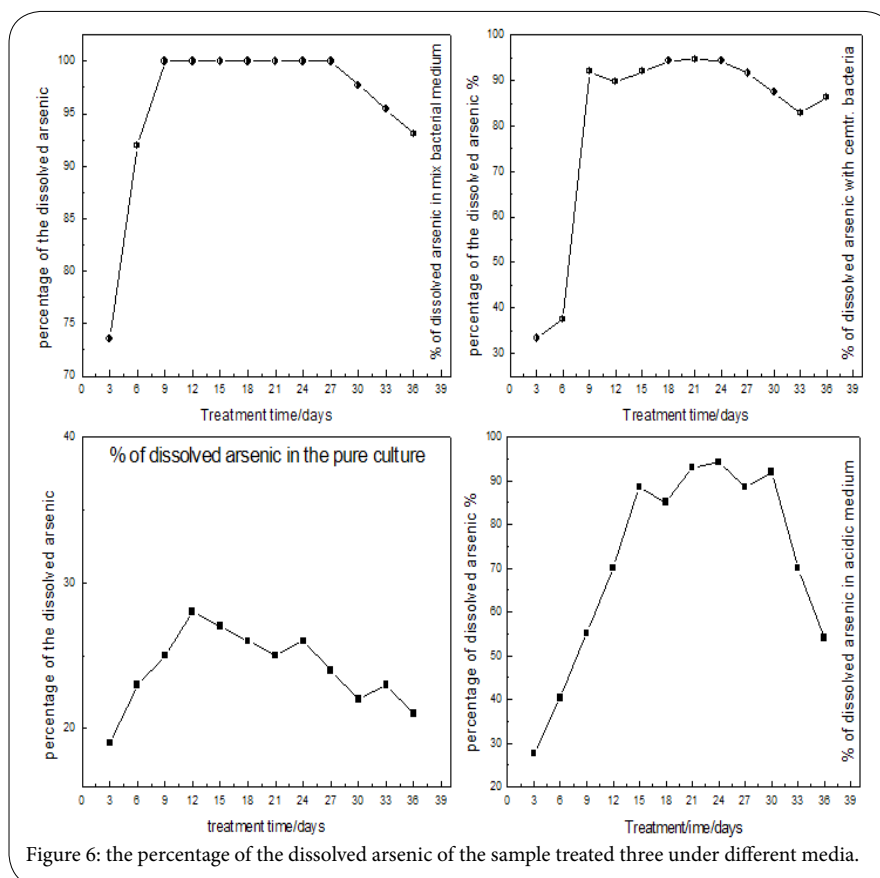 percentage of the dissolved arsenic
100
95
90
85
80
75
70
0 3 6 9 12 15 18 21 24 27 30 33 36 39
Treatment time/days
% of dissolved arsenic in mix bacterial medium
percentage of the dissolved arsenic %
100
90
80
70
60
50
40
30
0 3 6 9 12 15 18 21 24 27 30 33 36 39
Treatment time/days
% of dissolved arsenic with cemtr. bacteria
% of dissolved arsenic in the pure culture
percentage of the dissolved arsenic
40
30
20
0 3 6 9 12 15 18 21 24 27 30 33 36 39
treatment time/days
percentage of dissolved arsenic %
100
90
80
70
60
50
40
30
20
0 3 6 9 12 15 18 21 24 27 30 33 36 39
Treatment/ime/days
% of dissolved arsenic in acidic medium
Figure 6: the percentage of the dissolved arsenic of the sample treated three under different media.